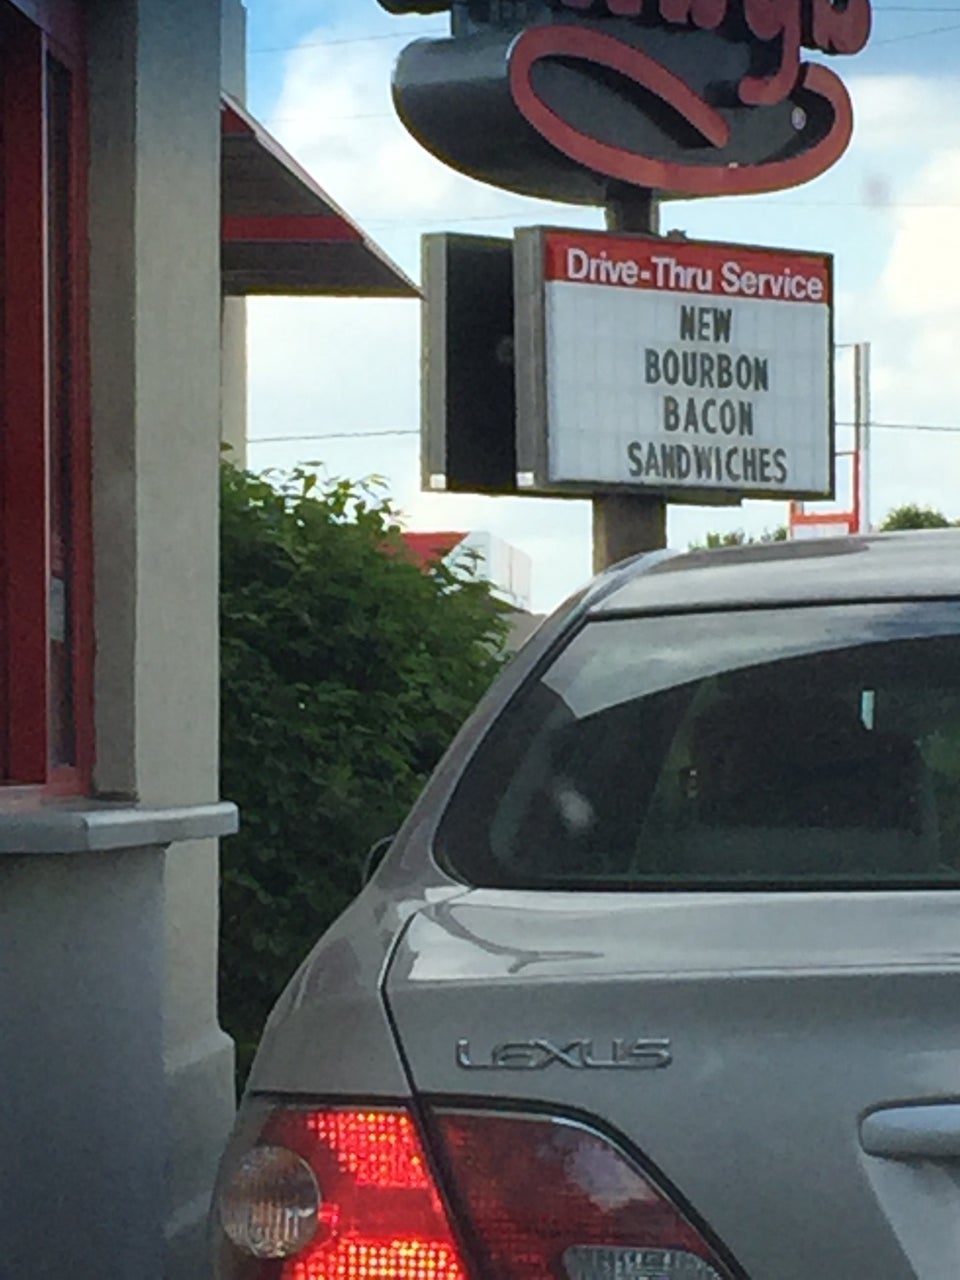 Drive-Thru Service
NEW
BOURBON
BACON
SANDWICHES
LEXUS